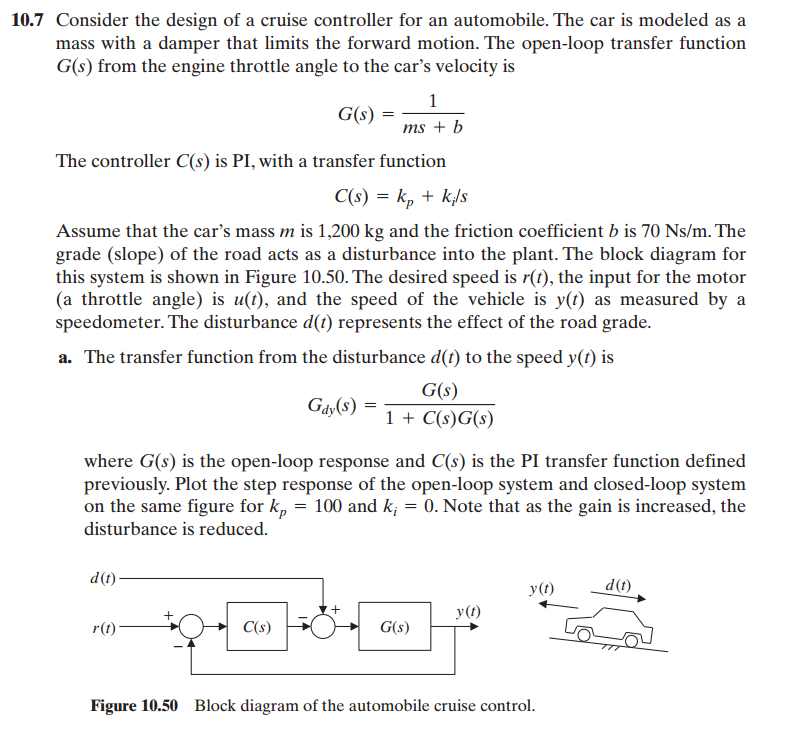 10.7 Consider the design of a cruise controller for an automobile. The car is modeled as a
mass with a damper that limits the forward motion. The open-loop transfer function
G(s) from the engine throttle angle to the car's velocity is
G(s) = 1 / (ms + b)
The controller C(s) is PI, with a transfer function
C(s) = kₚ + kᵢ/s
Assume that the car's mass m is 1,200 kg and the friction coefficient b is 70 Ns/m. The
grade (slope) of the road acts as a disturbance into the plant. The block diagram for
this system is shown in Figure 10.50. The desired speed is r(t), the input for the motor
(a throttle angle) is u(t), and the speed of the vehicle is y(t) as measured by a
speedometer. The disturbance d(t) represents the effect of the road grade.
a. The transfer function from the disturbance d(t) to the speed y(t) is
G_dy(s) = G(s) / (1 + C(s)G(s))
where G(s) is the open-loop response and C(s) is the PI transfer function defined
previously. Plot the step response of the open-loop system and closed-loop system
on the same figure for kₚ = 100 and kᵢ = 0. Note that as the gain is increased, the
disturbance is reduced.
d(t)
r(t)
+
−
C(s)
−
+
G(s)
y(t)
y(t)
d(t)
Figure 10.50 Block diagram of the automobile cruise control.